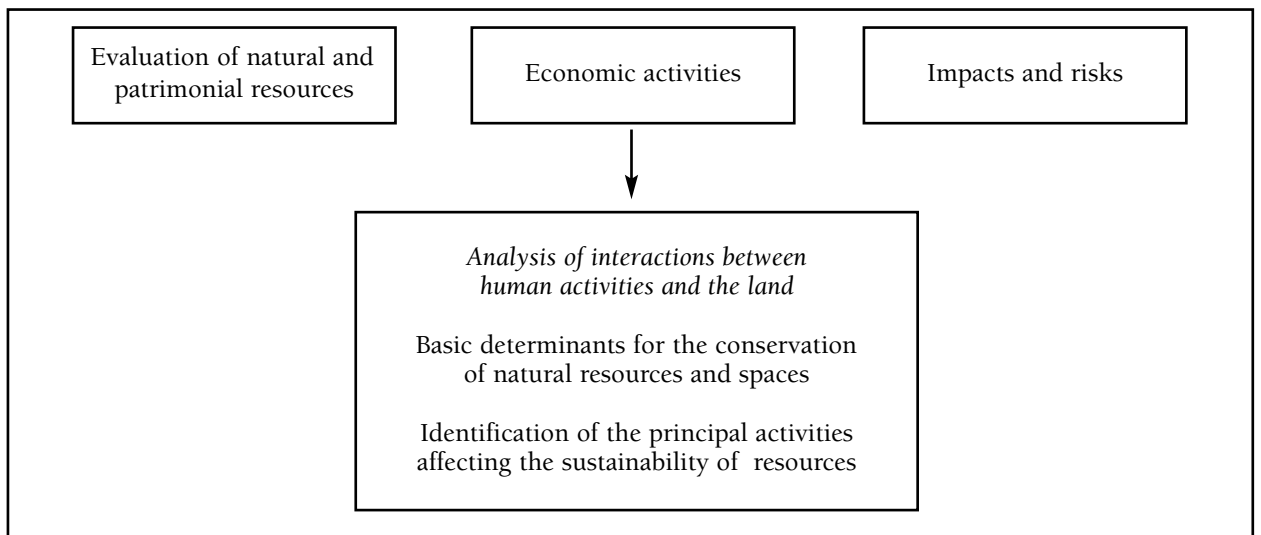 Evaluation of natural and
patrimonial resources
Economic activities
Impacts and risks
Analysis of interactions between
human activities and the land
Basic determinants for the conservation
of natural resources and spaces
Identification of the principal activities
affecting the sustainability of resources